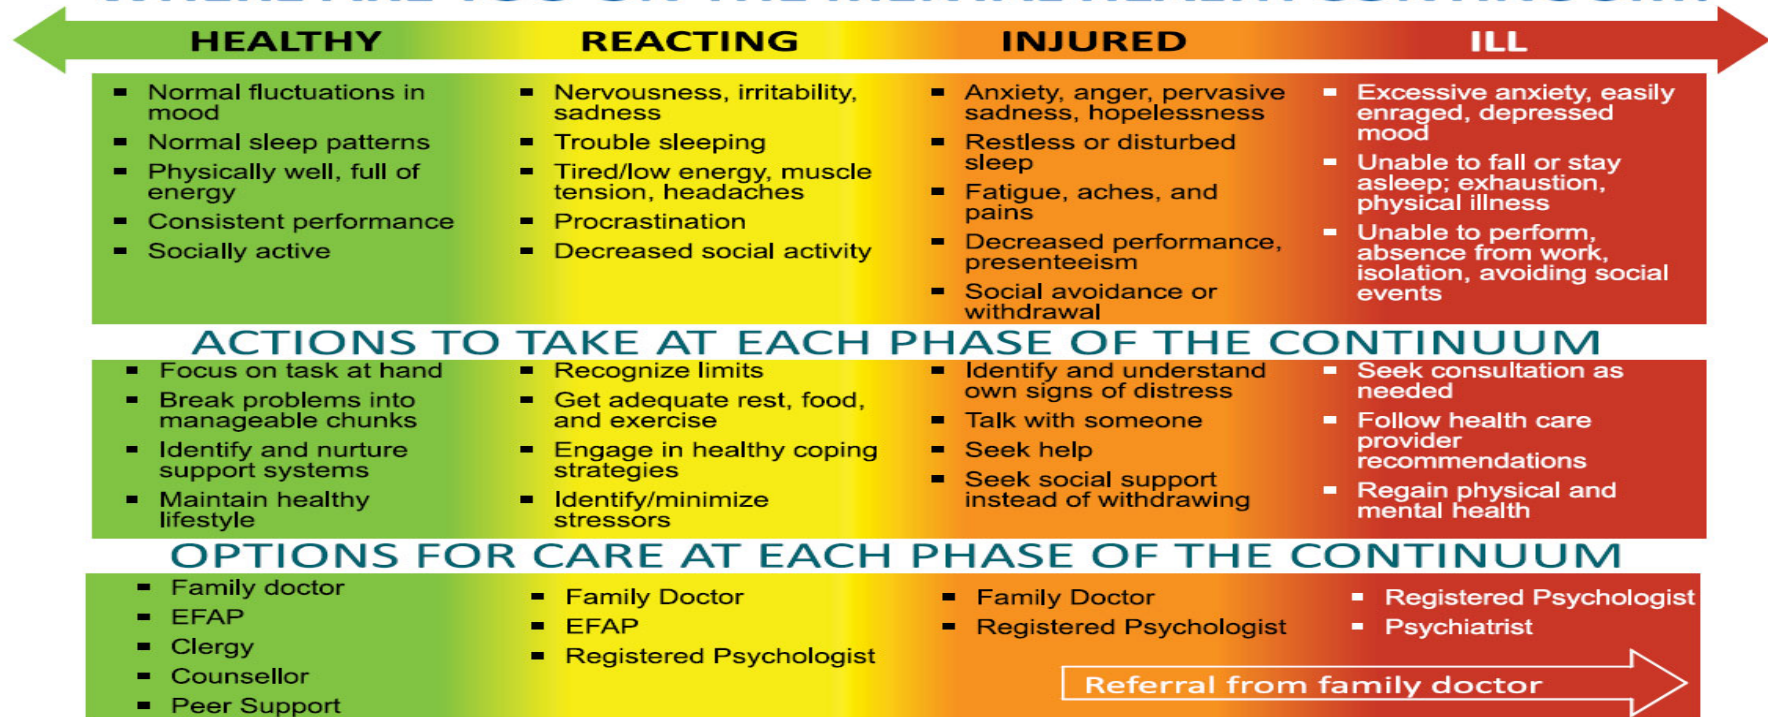 HEALTHY
REACTING
INJURED
ILL
▪ Normal fluctuations in
mood
▪ Normal sleep patterns
▪ Physically well, full of
energy
▪ Consistent performance
▪ Socially active
▪ Nervousness, irritability,
sadness
▪ Trouble sleeping
▪ Tired/low energy, muscle
tension, headaches
▪ Procrastination
▪ Decreased social activity
▪ Anxiety, anger, pervasive
sadness, hopelessness
▪ Restless or disturbed
sleep
▪ Fatigue, aches, and
pains
▪ Decreased performance,
presenteeism
▪ Social avoidance or
withdrawal
▪ Excessive anxiety, easily
enraged, depressed
mood
▪ Unable to fall or stay
asleep; exhaustion,
physical illness
▪ Unable to perform,
absence from work,
isolation, avoiding social
events
ACTIONS TO TAKE AT EACH PHASE OF THE CONTINUUM
▪ Focus on task at hand
▪ Break problems into
manageable chunks
▪ Identify and nurture
support systems
▪ Maintain healthy
lifestyle
▪ Recognize limits
▪ Get adequate rest, food,
and exercise
▪ Engage in healthy coping
strategies
▪ Identify/minimize
stressors
▪ Identify and understand
own signs of distress
▪ Talk with someone
▪ Seek help
▪ Seek social support
instead of withdrawing
▪ Seek consultation as
needed
▪ Follow health care
provider
recommendations
▪ Regain physical and
mental health
OPTIONS FOR CARE AT EACH PHASE OF THE CONTINUUM
▪ Family doctor
▪ EFAP
▪ Clergy
▪ Counsellor
▪ Peer Support
▪ Family Doctor
▪ EFAP
▪ Registered Psychologist
▪ Family Doctor
▪ Registered Psychologist
▪ Registered Psychologist
▪ Psychiatrist
Referral from family doctor